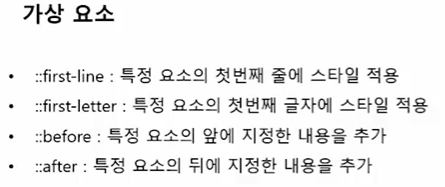 가상 요소
• ::first-line : 특정 요소의 첫번째 줄에 스타일 적용
• ::first-letter : 특정 요소의 첫번째 글자에 스타일 적용
• ::before : 특정 요소의 앞에 지정한 내용을 추가
• ::after : 특정 요소의 뒤에 지정한 내용을 추가